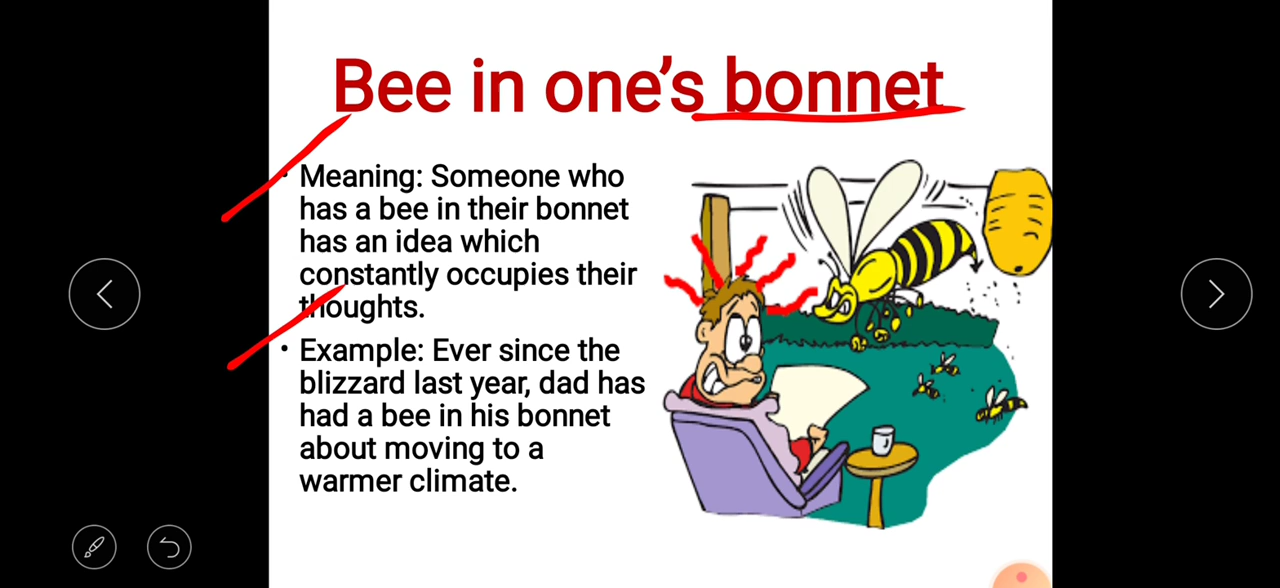 Bee in one’s bonnet
• Meaning: Someone who
has a bee in their bonnet
has an idea which
constantly occupies their
thoughts.
• Example: Ever since the
blizzard last year, dad has
had a bee in his bonnet
about moving to a
warmer climate.